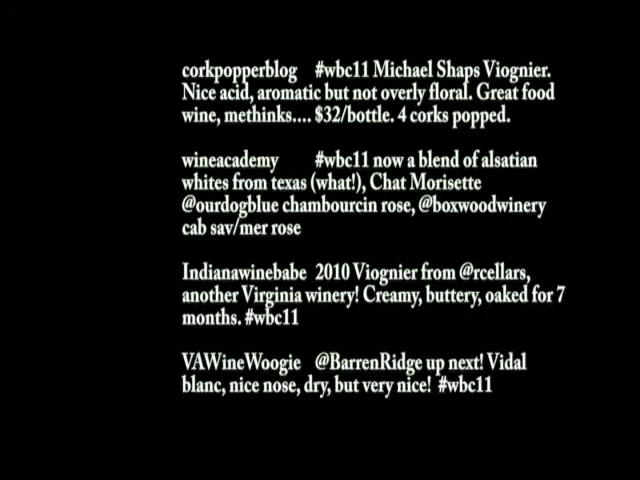 corkpopperblog #wbc11 Michael Shaps Viognier.
Nice acid, aromatic but not overly floral. Great food
wine, methinks.... $32/bottle. 4 corks popped.
wineacademy #wbc11 now a blend of alsatian
whites from texas (what!), Chat Morisette
@ourdogblue chambourcin rose, @boxwoodwinery
cab sav/mer rose
Indianawinebabe 2010 Viognier from @rcellars,
another Virginia winery! Creamy, buttery, oaked for 7
months. #wbc11
VAWineWoogie @BarrenRidge up next! Vidal
blanc, nice nose, dry, but very nice! #wbc11